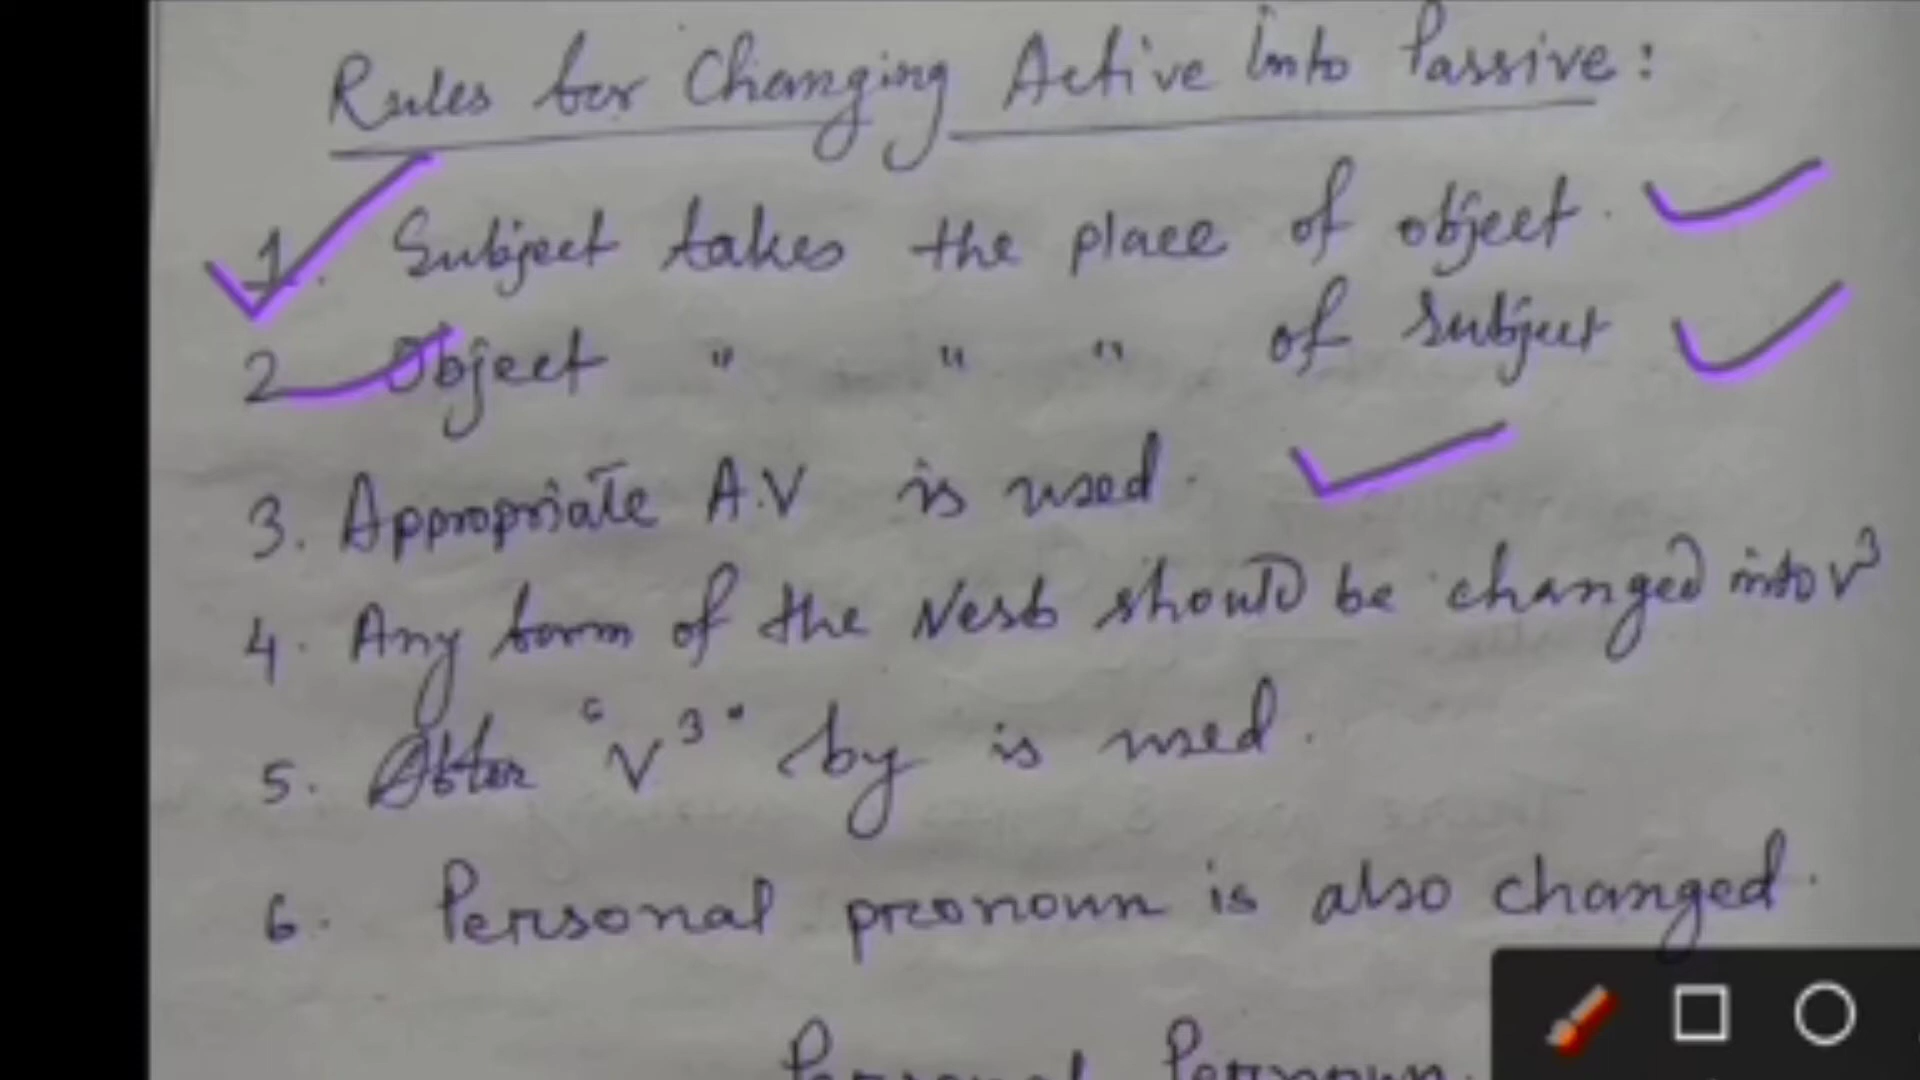 Rules for Changing Active Into Passive:
1. Subject takes the place of object.
2 Object " " " of subject
3. Appropriate A.V is used.
4. Any form of the Verb should be changed into V3
5. After "V3" by is used.
6. Personal pronoun is also changed.
Personal Pronoun